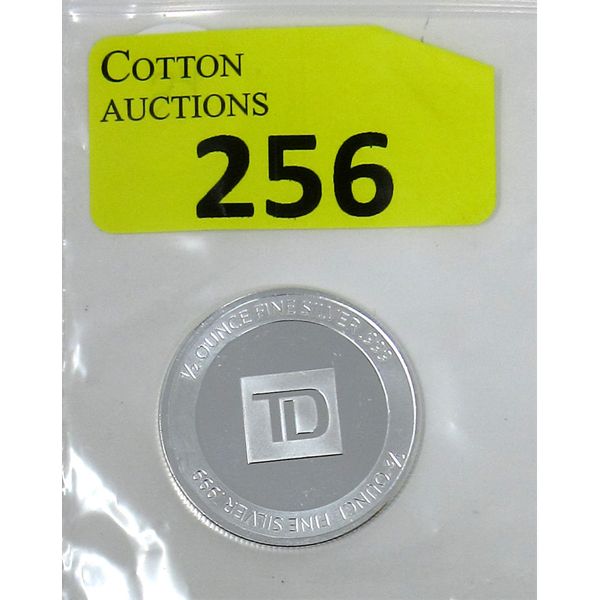 COTTON
AUCTIONS
256
½ OUNCE FINE SILVER .999
TD
½ OUNCE FINE SILVER .999